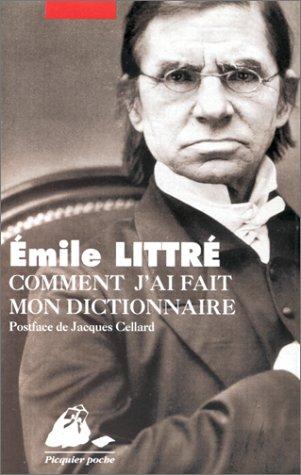 Émile LITTRÉ
COMMENT J'AI FAIT
MON DICTIONNAIRE
Postface de Jacques Cellard
Picquier poche